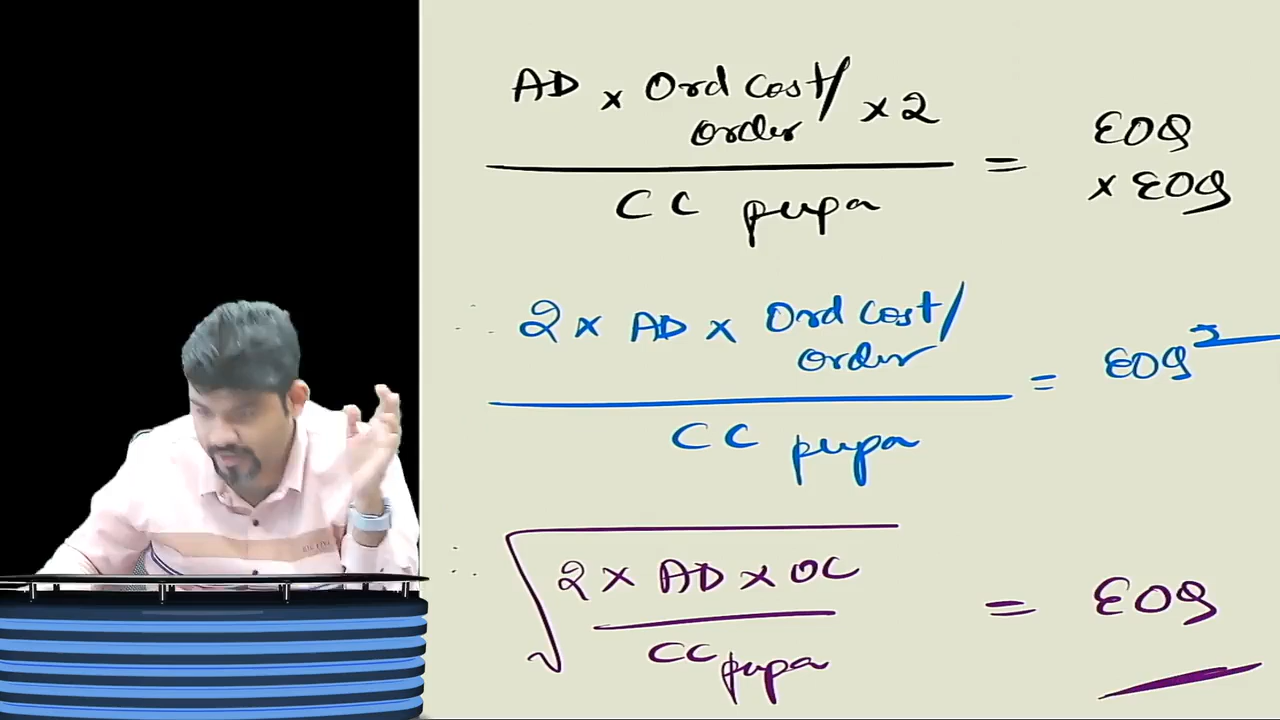 AD x Ord Cost/
order x 2
CC pupa
=
EOQ
x EOQ
∴ 2 x AD x Ord Cost/
order
CC pupa
= EOQ²
∴ √ 2 x AD x OC
CC pupa
= EOQ